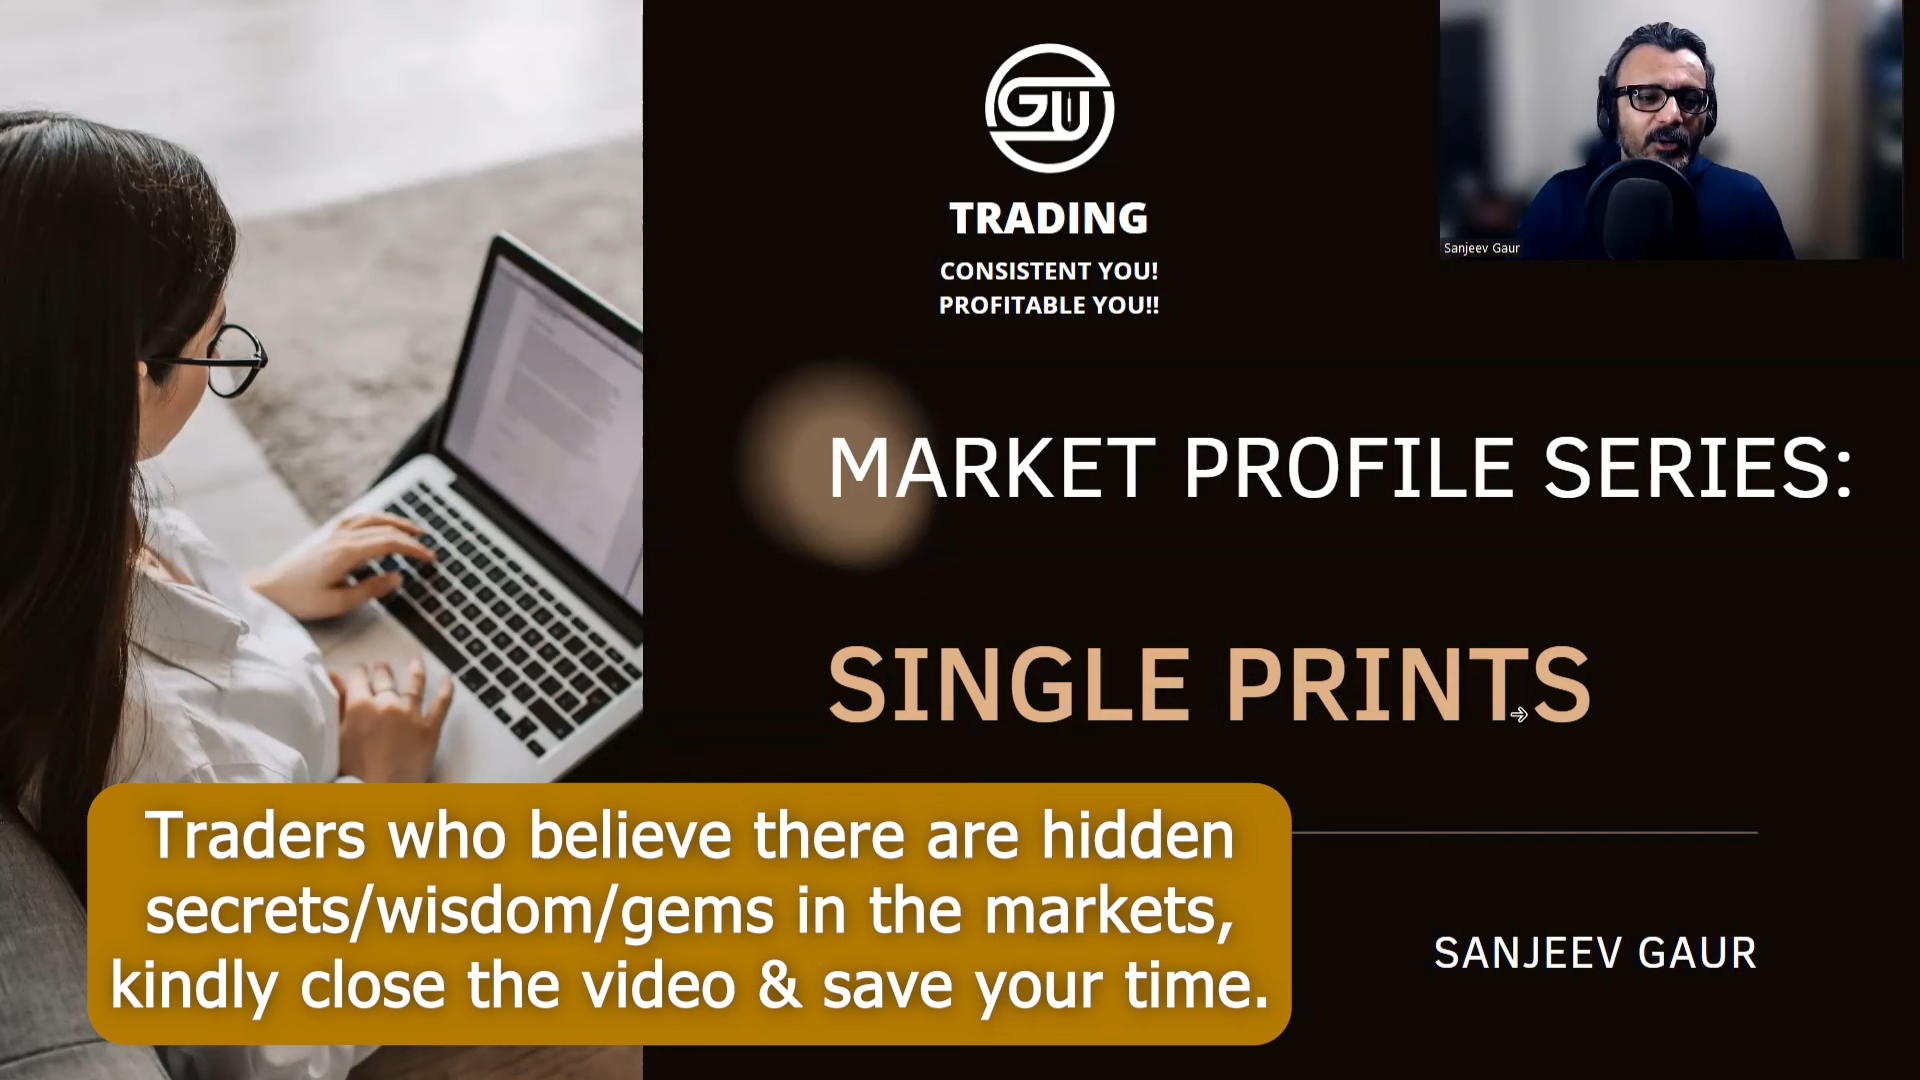 GU
TRADING
CONSISTENT YOU!
PROFITABLE YOU!!
Sanjeev Gaur
MARKET PROFILE SERIES:
SINGLE PRINTS
Traders who believe there are hidden
secrets/wisdom/gems in the markets,
kindly close the video & save your time.
SANJEEV GAUR